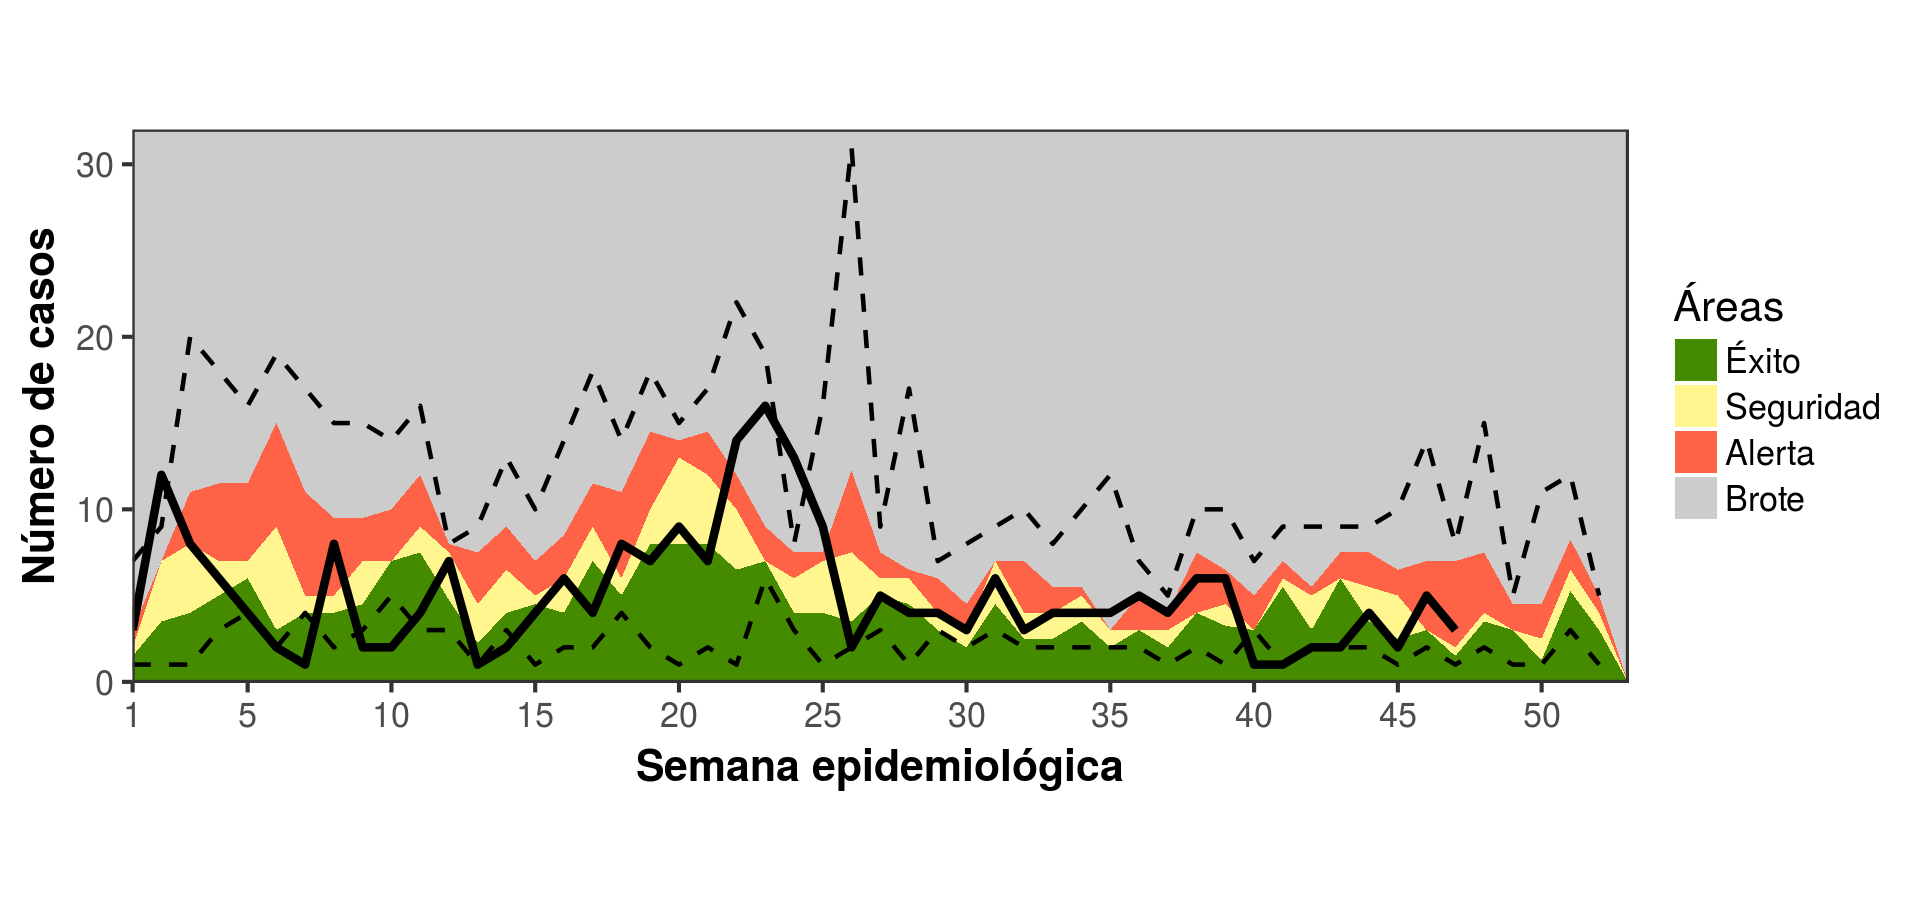 Número de casos
30
20
10
0
1 5 10 15 20 25 30 35 40 45 50
Semana epidemiológica
Áreas
Éxito
Seguridad
Alerta
Brote